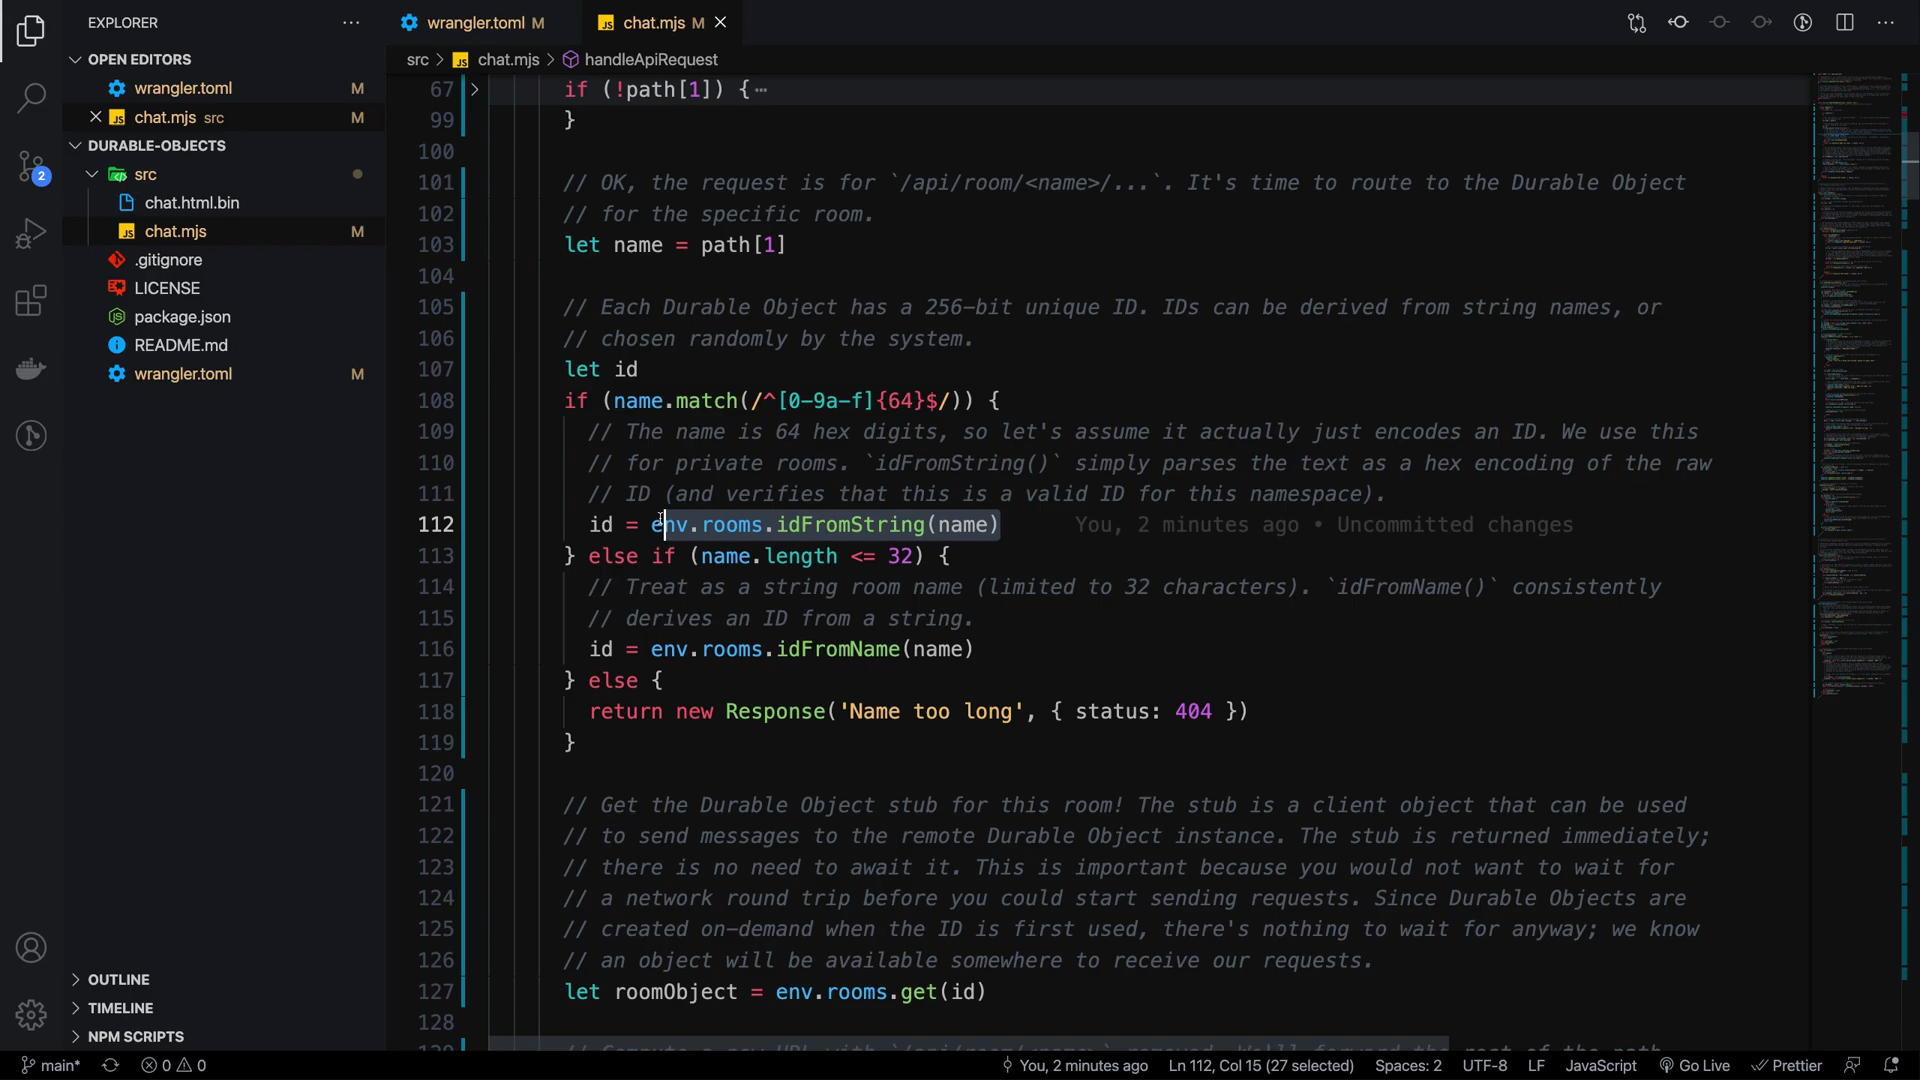 EXPLORER
OPEN EDITORS
wrangler.toml M
chat.mjs src M
DURABLE-OBJECTS
src
chat.html.bin
chat.mjs M
.gitignore
LICENSE
package.json
README.md
wrangler.toml M
OUTLINE
TIMELINE
NPM SCRIPTS
2
wrangler.toml M
chat.mjs M
src > chat.mjs > handleApiRequest
67 if (!path[1]) { ⋯
99 }
100
101 // OK, the request is for `/api/room/<name>/...`. It's time to route to the Durable Object
102 // for the specific room.
103 let name = path[1]
104
105 // Each Durable Object has a 256-bit unique ID. IDs can be derived from string names, or
106 // chosen randomly by the system.
107 let id
108 if (name.match(/^[0-9a-f]{64}$/)) {
109 // The name is 64 hex digits, so let's assume it actually just encodes an ID. We use this
110 // for private rooms. `idFromString()` simply parses the text as a hex encoding of the raw
111 // ID (and verifies that this is a valid ID for this namespace).
112 id = env.rooms.idFromString(name) You, 2 minutes ago • Uncommitted changes
113 } else if (name.length <= 32) {
114 // Treat as a string room name (limited to 32 characters). `idFromName()` consistently
115 // derives an ID from a string.
116 id = env.rooms.idFromName(name)
117 } else {
118 return new Response('Name too long', { status: 404 })
119 }
120
121 // Get the Durable Object stub for this room! The stub is a client object that can be used
122 // to send messages to the remote Durable Object instance. The stub is returned immediately;
123 // there is no need to await it. This is important because you would not want to wait for
124 // a network round trip before you could start sending requests. Since Durable Objects are
125 // created on-demand when the ID is first used, there's nothing to wait for anyway; we know
126 // an object will be available somewhere to receive our requests.
127 let roomObject = env.rooms.get(id)
128
main* 0 0 You, 2 minutes ago Ln 112, Col 15 (27 selected) Spaces: 2 UTF-8 LF JavaScript Go Live Prettier